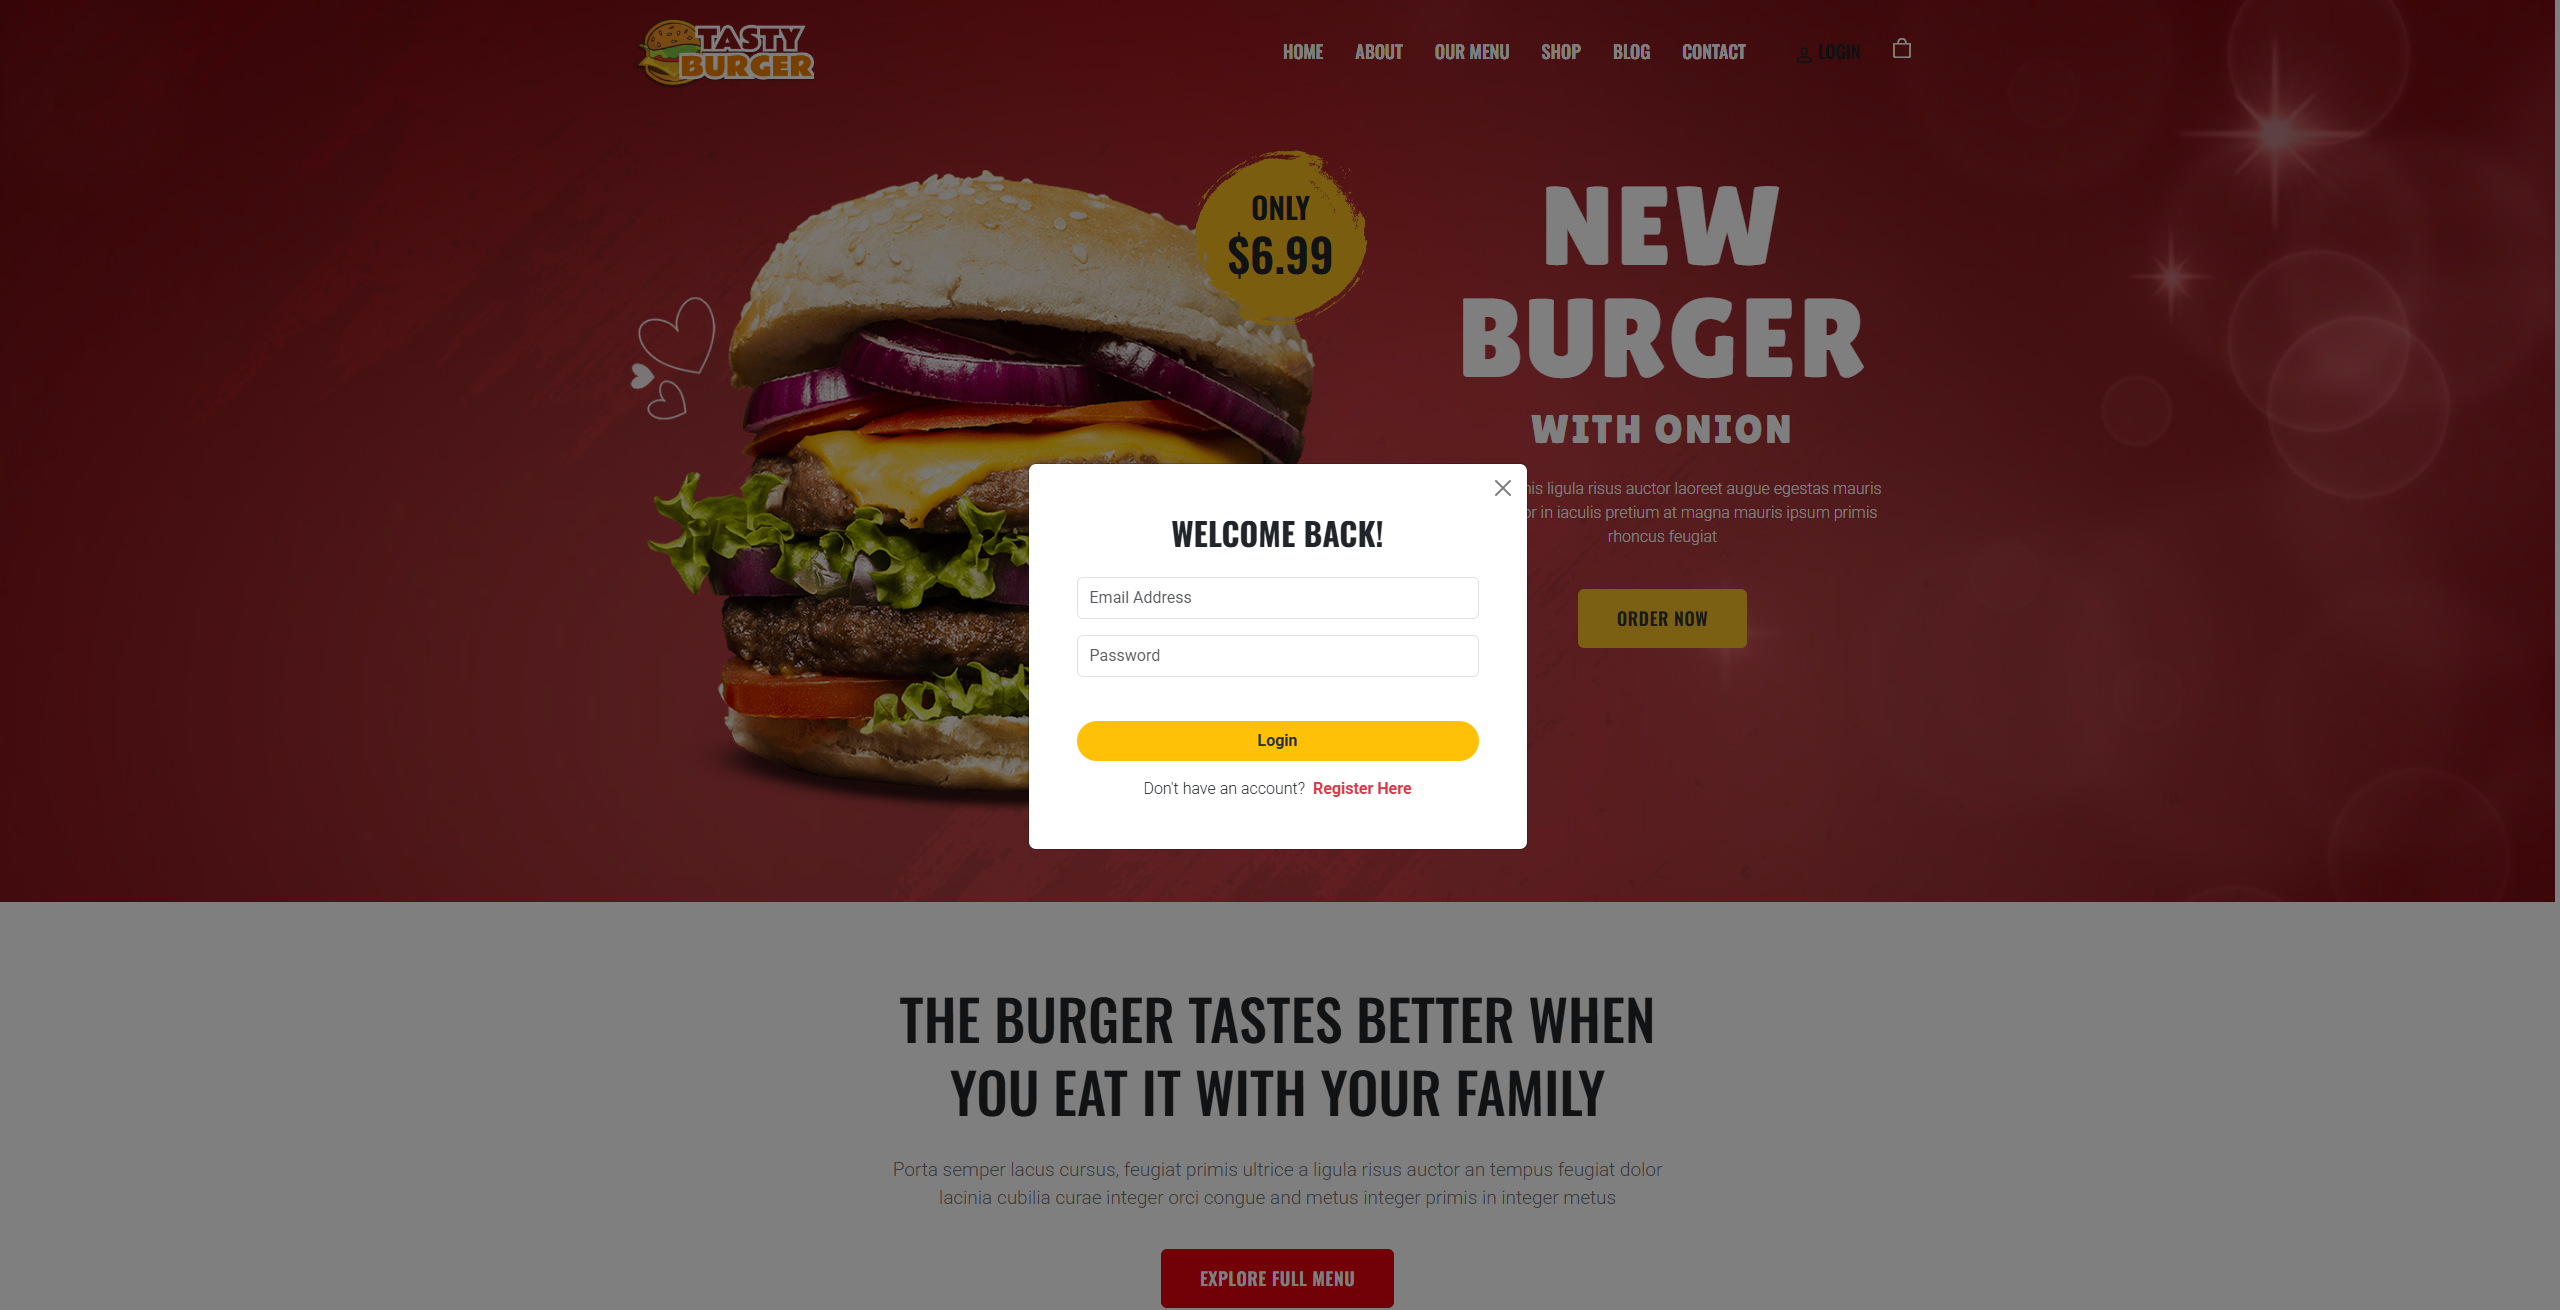 TASTY
BURGER
HOME ABOUT OUR MENU SHOP BLOG CONTACT LOGIN
ONLY
$6.99
NEW
BURGER
WITH ONION
ligula risus auctor laoreet augue egestas mauris
in iaculis pretium at magna mauris ipsum primis
rhoncus feugiat
ORDER NOW
WELCOME BACK!
Email Address
Password
Login
Don't have an account? Register Here
THE BURGER TASTES BETTER WHEN
YOU EAT IT WITH YOUR FAMILY
Porta semper lacus cursus, feugiat primis ultrice a ligula risus auctor an tempus feugiat dolor
lacinia cubilia curae integer orci congue and metus integer primis in integer metus
EXPLORE FULL MENU